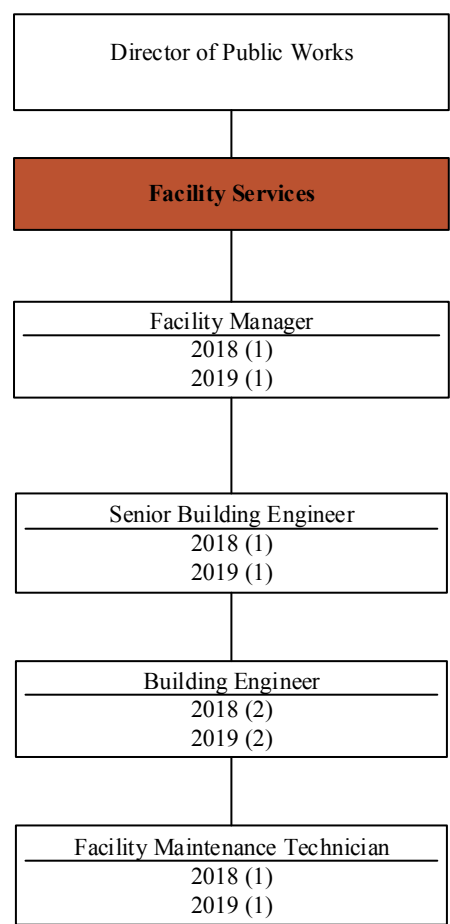 Director of Public Works
Facility Services
Facility Manager
2018 (1)
2019 (1)
Senior Building Engineer
2018 (1)
2019 (1)
Building Engineer
2018 (2)
2019 (2)
Facility Maintenance Technician
2018 (1)
2019 (1)